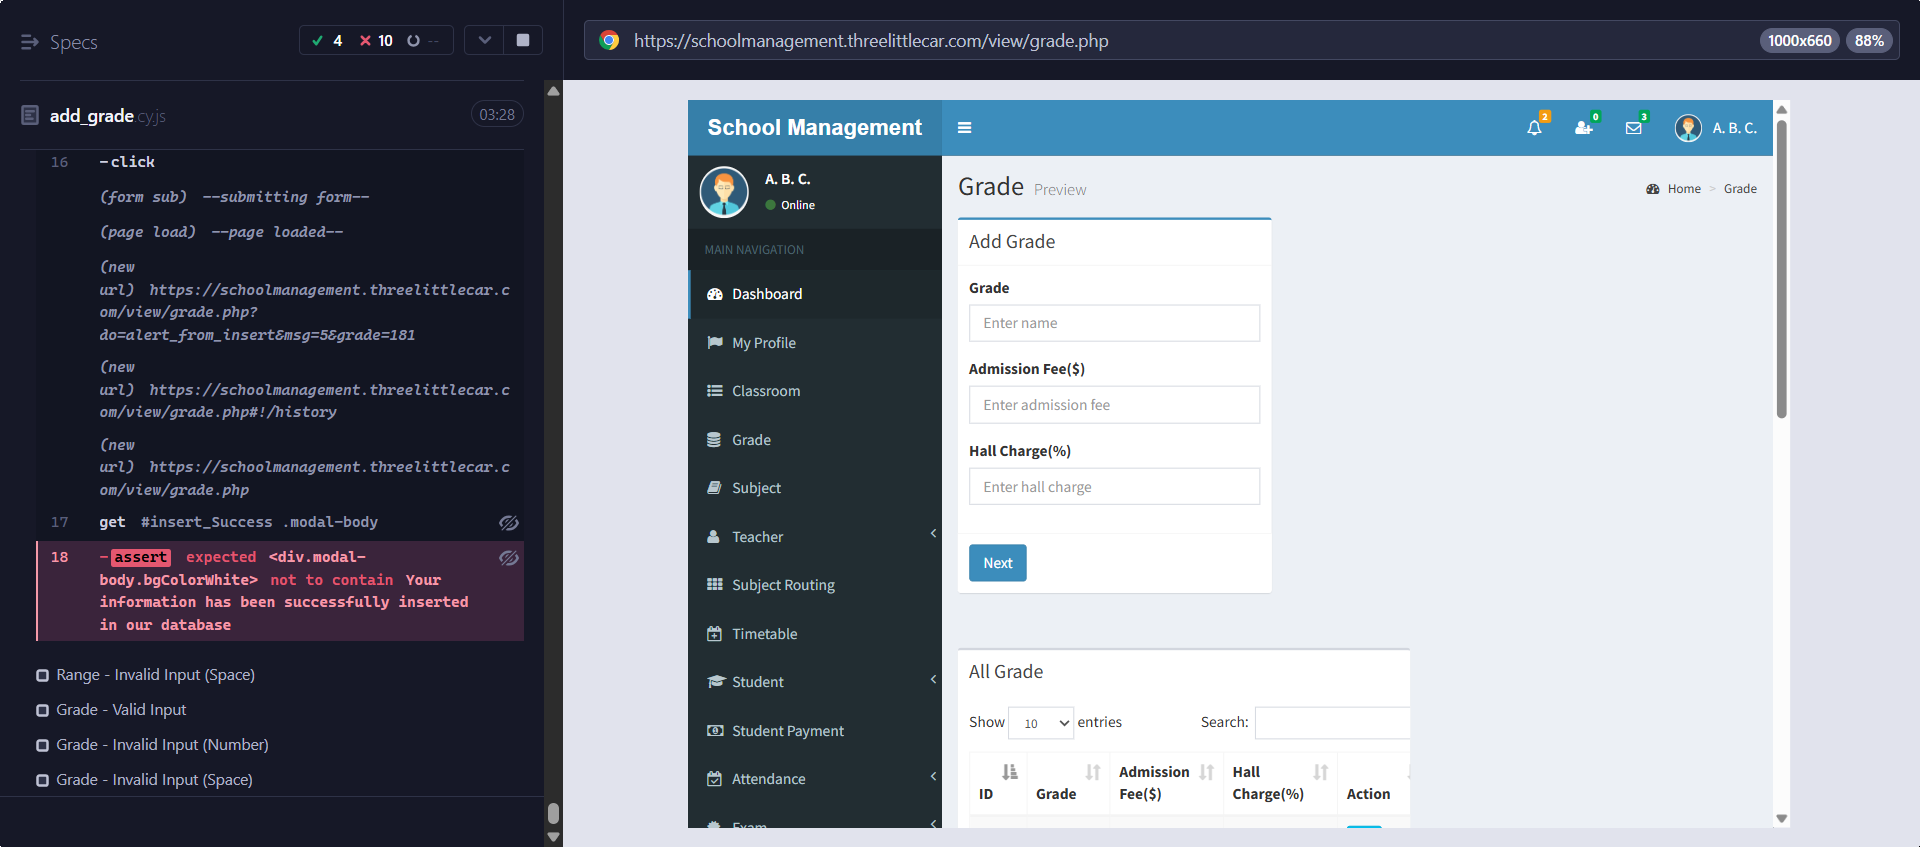 Specs
4 10 --
https://schoolmanagement.threelittlecar.com/view/grade.php
1000x660 88%
add_grade.cy.js
03:28
16 -click
(form sub) --submitting form--
(page load) --page loaded--
(new
url) https://schoolmanagement.threelittlecar.c
om/view/grade.php?
do=alert_from_insert&msg=5&grade=181
(new
url) https://schoolmanagement.threelittlecar.c
om/view/grade.php#!/history
(new
url) https://schoolmanagement.threelittlecar.c
om/view/grade.php
17 get #insert_Success .modal-body
18 -assert expected <div.modal-
body.bgColorWhite> not to contain Your
information has been successfully inserted
in our database
Range - Invalid Input (Space)
Grade - Valid Input
Grade - Invalid Input (Number)
Grade - Invalid Input (Space)
School Management
2 0 3 A. B. C.
A. B. C.
Online
MAIN NAVIGATION
Dashboard
My Profile
Classroom
Grade
Subject
Teacher
Subject Routing
Timetable
Student
Student Payment
Attendance
Exam
Grade Preview
Home > Grade
Add Grade
Grade
Enter name
Admission Fee($)
Enter admission fee
Hall Charge(%)
Enter hall charge
Next
All Grade
Show 10 entries Search:
ID Grade Admission Fee($) Hall Charge(%) Action